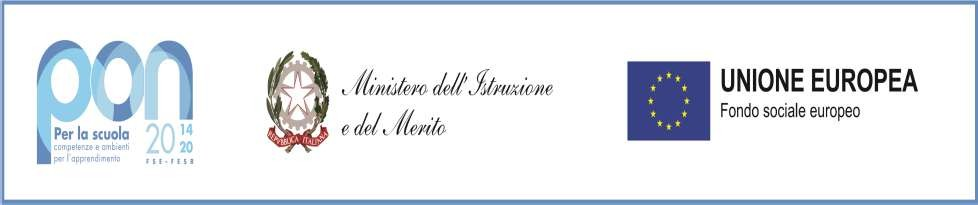 pon
Per la scuola
competenze e ambienti
per l'apprendimento
20 14
20
FSE-FESR
REPVBBLICA ITALIANA
Ministero dell'Istruzione
e del Merito
UNIONE EUROPEA
Fondo sociale europeo